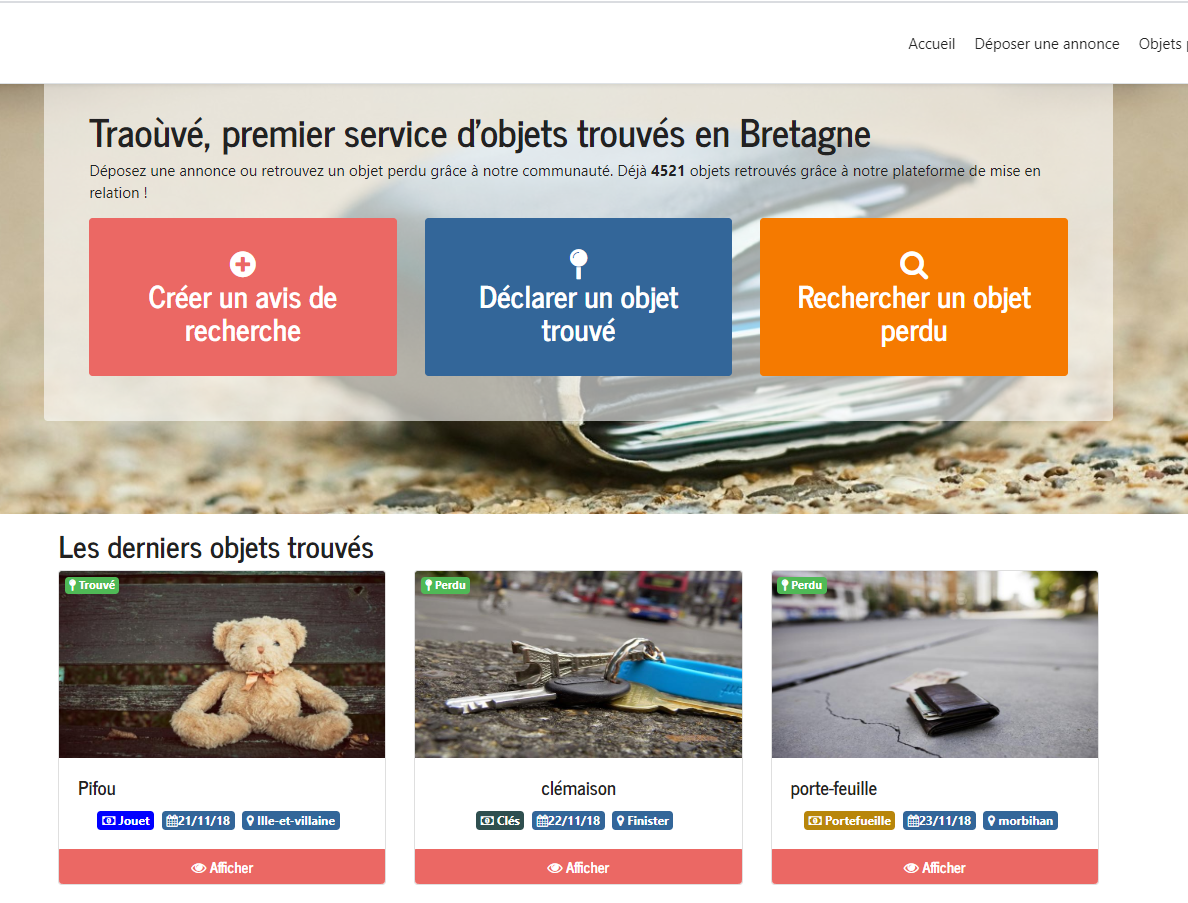 Accueil Déposer une annonce Objets
Traoùvé, premier service d'objets trouvés en Bretagne
Déposez une annonce ou retrouvez un objet perdu grâce à notre communauté. Déjà 4521 objets retrouvés grâce à notre plateforme de mise en
relation !
Créer un avis de
recherche
Déclarer un objet
trouvé
Rechercher un objet
perdu
Les derniers objets trouvés
Trouvé
Perdu
Perdu
Pifou
Jouet 21/11/18 Ille-et-villaine
Afficher
clémaison
Clés 22/11/18 Finister
Afficher
porte-feuille
Portefueille 23/11/18 morbihan
Afficher